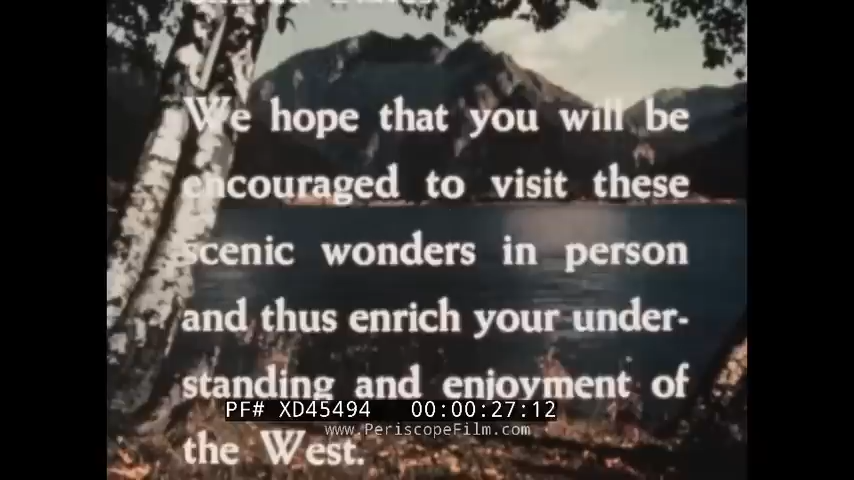 We hope that you will be
encouraged to visit these
scenic wonders in person
and thus enrich your under-
standing and enjoyment of
PF# XD45494 00:00:27:12
www.PeriscopeFilm.com
the West.